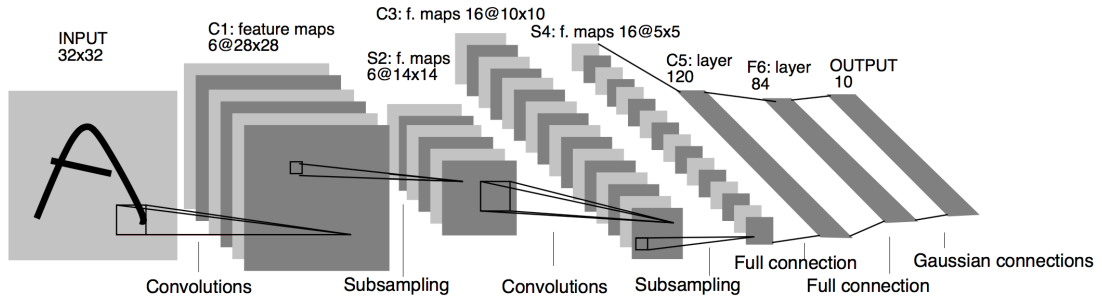 INPUT
32x32
C1: feature maps
6@28x28
S2: f. maps
6@14x14
C3: f. maps 16@10x10
S4: f. maps 16@5x5
C5: layer
120
F6: layer
84
OUTPUT
10
Convolutions
Subsampling
Convolutions
Subsampling
Full connection
Full connection
Gaussian connections